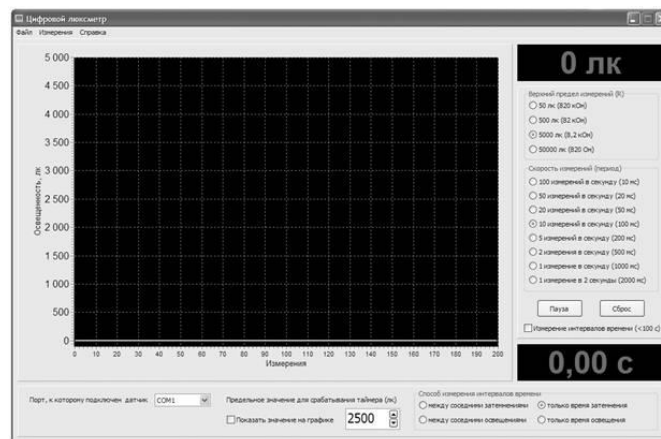 Цифровой люксметр
Файл Измерения Справка
0 лк
5 000
4 500
4 000
3 500
3 000
2 500
2 000
1 500
1 000
500
0
Освещенность, лк
0 10 20 30 40 50 60 70 80 90 100 110 120 130 140 150 160 170 180 190 200
Измерения
Верхний предел измерений (R)
50 лк (820 кОм)
500 лк (82 кОм)
5000 лк (8,2 кОм)
50000 лк (820 Ом)
Скорость измерений (период)
100 измерений в секунду (10 мс)
50 измерений в секунду (20 мс)
20 измерений в секунду (50 мс)
10 измерений в секунду (100 мс)
5 измерений в секунду (200 мс)
2 измерения в секунду (500 мс)
1 измерение в секунду (1000 мс)
1 измерение в 2 секунды (2000 мс)
Пауза Сброс
Измерение интервалов времени (<100 с)
0,00 с
Порт, к которому подключен датчик COM1
Предельное значение для срабатывания таймера (лк)
Показать значение на графике 2500
Способ измерения интервалов времени
между соседними затемнениями только время затемнения
между соседними освещениями только время освещения